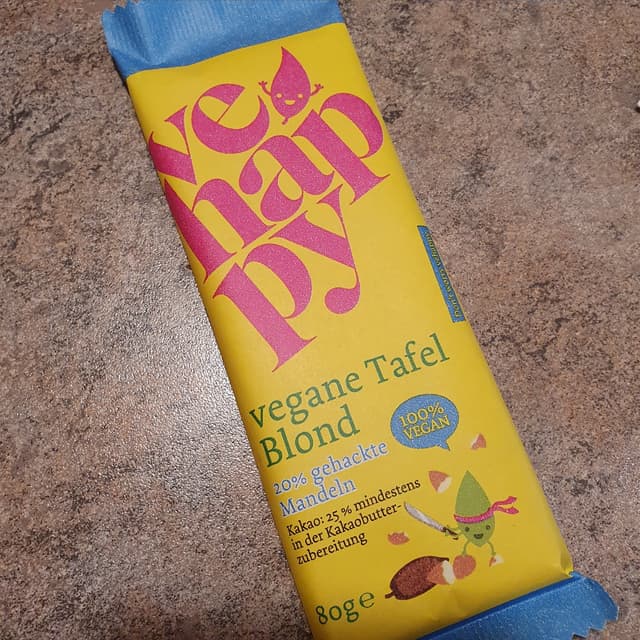 ve
hap
py
vegane Tafel
Blond
100%
VEGAN
20% gehackte
Mandeln
Kakao: 25 % mindestens
in der Kakaobutter-
zubereitung
80g e